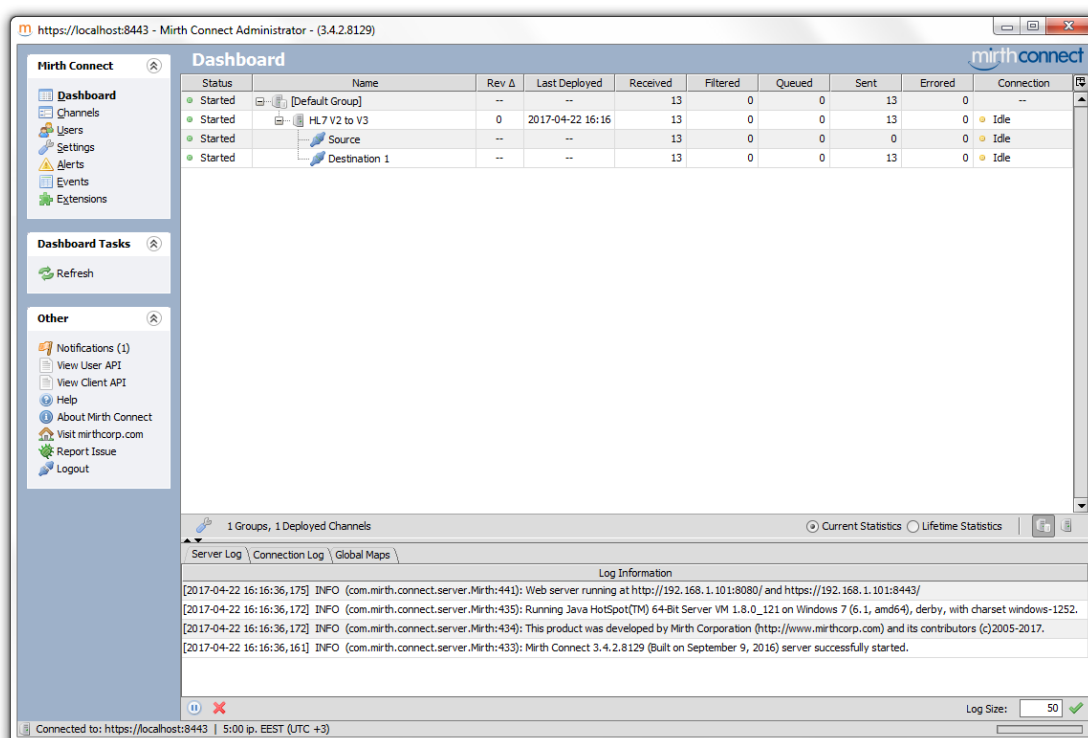 https://localhost:8443 - Mirth Connect Administrator - (3.4.2.8129)
Mirth Connect
Dashboard
Channels
Users
Settings
Alerts
Events
Extensions
Dashboard Tasks
Refresh
Other
Notifications (1)
View User API
View Client API
Help
About Mirth Connect
Visit mirthcorp.com
Report Issue
Logout
Dashboard
mirth connect
Status Name Rev Δ Last Deployed Received Filtered Queued Sent Errored Connection
Started [Default Group] -- -- 13 0 0 13 0 --
Started HL7 V2 to V3 0 2017-04-22 16:16 13 0 0 13 0 Idle
Started Source -- -- 13 0 0 0 0 Idle
Started Destination 1 -- -- 13 0 0 13 0 Idle
1 Groups, 1 Deployed Channels Current Statistics Lifetime Statistics
Server Log Connection Log Global Maps
Log Information
[2017-04-22 16:16:36,175] INFO (com.mirth.connect.server.Mirth:441): Web server running at http://192.168.1.101:8080/ and https://192.168.1.101:8443/
[2017-04-22 16:16:36,172] INFO (com.mirth.connect.server.Mirth:435): Running Java HotSpot(TM) 64-Bit Server VM 1.8.0_121 on Windows 7 (6.1, amd64), derby, with charset windows-1252.
[2017-04-22 16:16:36,172] INFO (com.mirth.connect.server.Mirth:434): This product was developed by Mirth Corporation (http://www.mirthcorp.com) and its contributors (c)2005-2017.
[2017-04-22 16:16:36,161] INFO (com.mirth.connect.server.Mirth:433): Mirth Connect 3.4.2.8129 (Built on September 9, 2016) server successfully started.
Log Size: 50
Connected to: https://localhost:8443 | 5:00 ip. EEST (UTC +3)